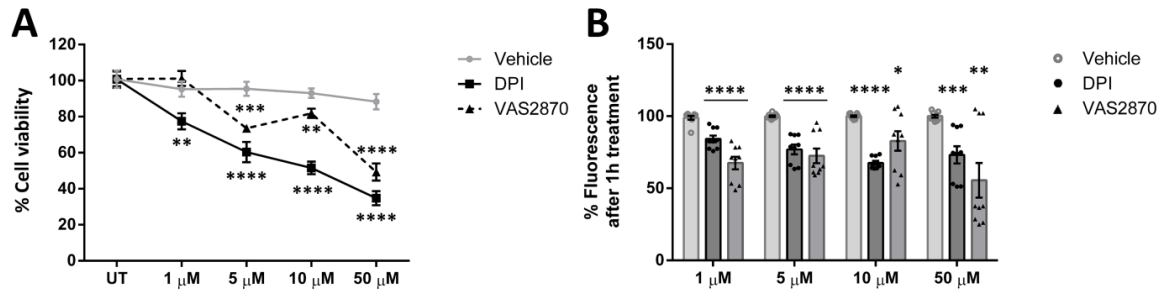 A
120
100
80
60
40
20
0
% Cell viability
UT
1 μM
5 μM
10 μM
50 μM
**
***
****
**
****
****
****
Vehicle
DPI
VAS2870
B
150
100
50
0
% Fluorescence
after 1h treatment
1 μM
5 μM
10 μM
50 μM
****
****
****
*
***
**
Vehicle
DPI
VAS2870